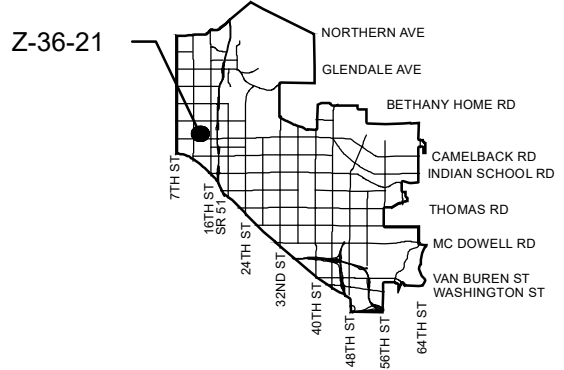 Z-36-21
NORTHERN AVE
GLENDALE AVE
BETHANY HOME RD
CAMELBACK RD
INDIAN SCHOOL RD
THOMAS RD
MC DOWELL RD
VAN BUREN ST
WASHINGTON ST
7TH ST
16TH ST
SR 51
24TH ST
32ND ST
40TH ST
48TH ST
56TH ST
64TH ST